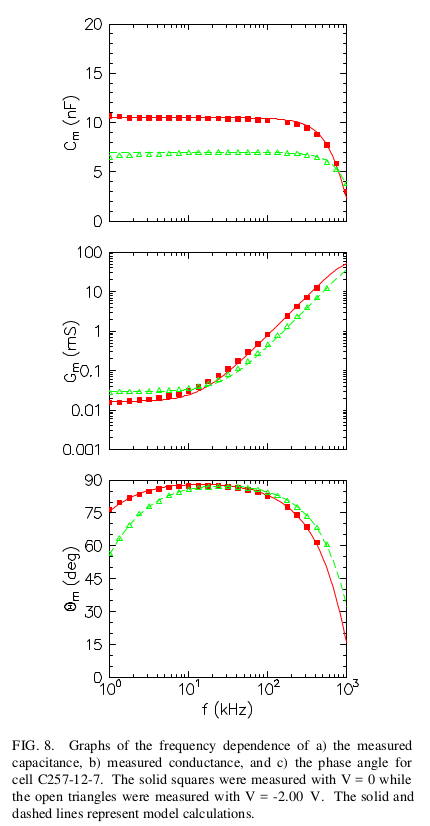 20
15
10
5
0
C_m (nF)
100
10
1
0.1
0.01
0.001
G_m (mS)
90
75
60
45
30
15
0
Θ_m (deg)
10^0 10^1 10^2 10^3
f (kHz)
FIG. 8. Graphs of the frequency dependence of a) the measured
capacitance, b) measured conductance, and c) the phase angle for
cell C257-12-7. The solid squares were measured with V = 0 while
the open triangles were measured with V = -2.00 V. The solid and
dashed lines represent model calculations.